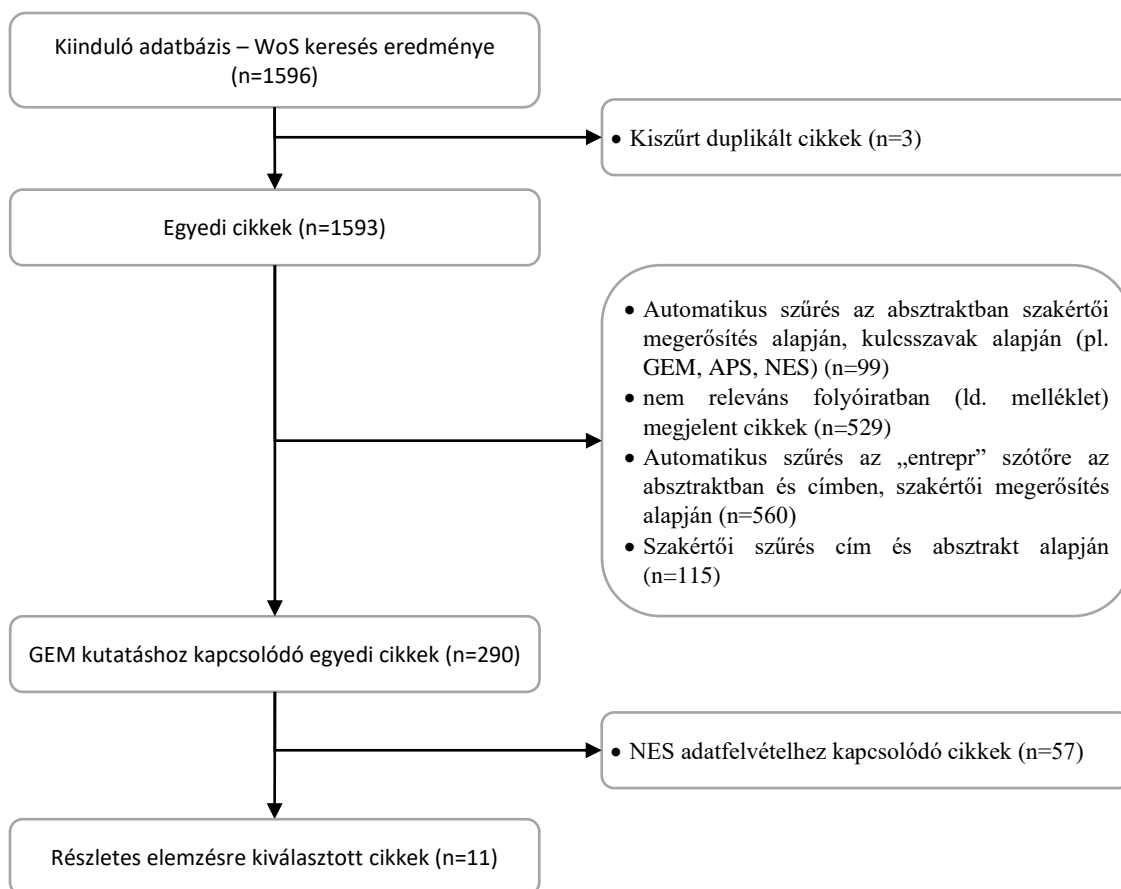 Kiinduló adatbázis – WoS keresés eredménye
(n=1596)
• Kiszűrt duplikált cikkek (n=3)
Egyedi cikkek (n=1593)
• Automatikus szűrés az absztraktban szakértői
megerősítés alapján, kulcsszavak alapján (pl.
GEM, APS, NES) (n=99)
• nem releváns folyóiratban (ld. melléklet)
megjelent cikkek (n=529)
• Automatikus szűrés az „entrepr” szótőre az
absztraktban és címben, szakértői megerősítés
alapján (n=560)
• Szakértői szűrés cím és absztrakt alapján
(n=115)
GEM kutatáshoz kapcsolódó egyedi cikkek (n=290)
• NES adatfelvételhez kapcsolódó cikkek (n=57)
Részletes elemzésre kiválasztott cikkek (n=11)